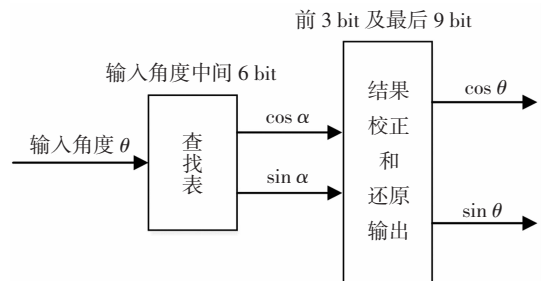 前 3 bit 及最后 9 bit
输入角度中间 6 bit
输入角度 θ
查找表
cos α
sin α
结果
校正
和
还原
输出
cos θ
sin θ